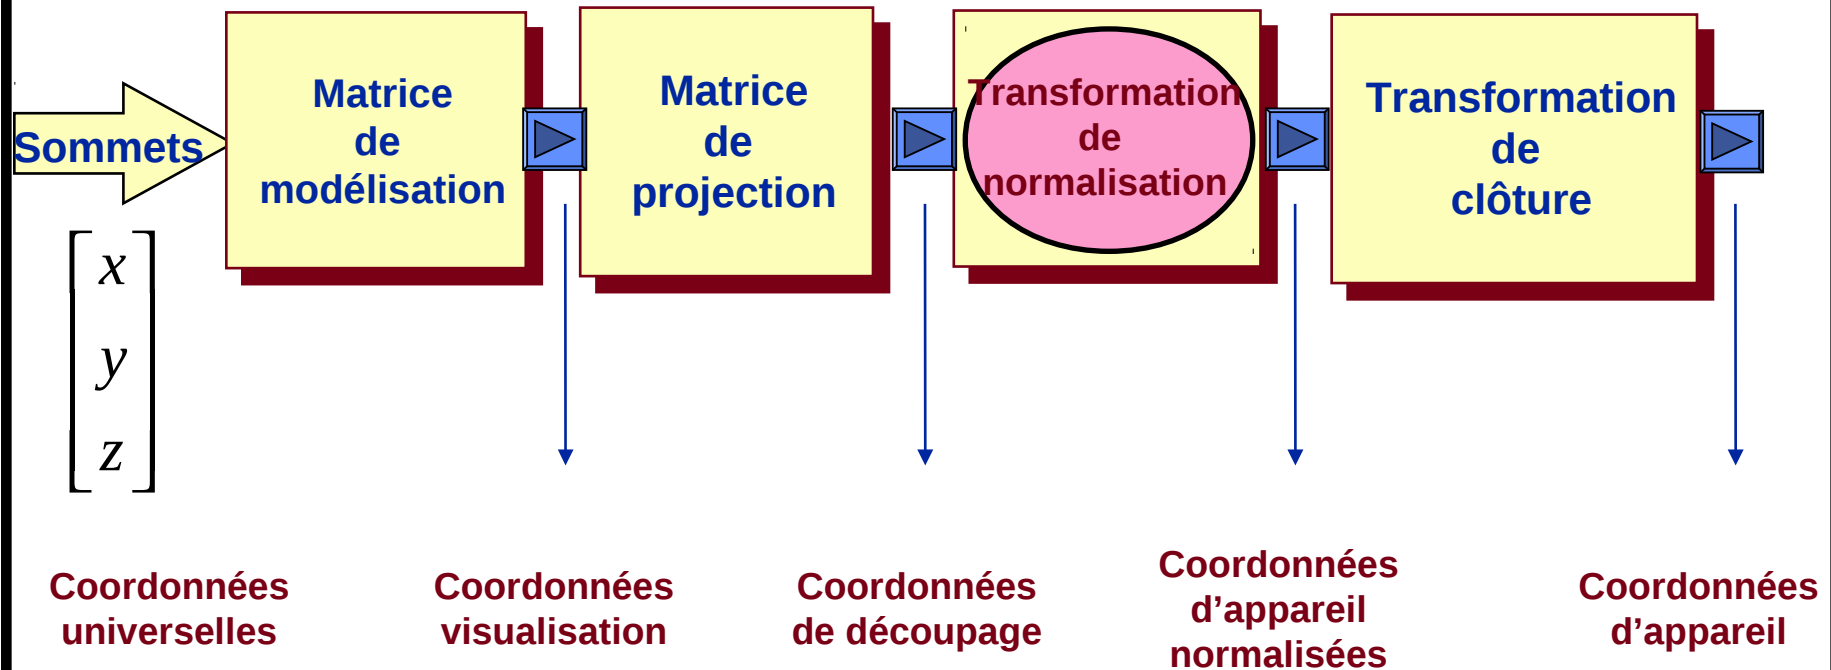 Sommets
Matrice
de
modélisation
Matrice
de
projection
Transformation
de
normalisation
Transformation
de
clôture
x
y
z
Coordonnées
universelles
Coordonnées
visualisation
Coordonnées
de découpage
Coordonnées
d’appareil
normalisées
Coordonnées
d’appareil